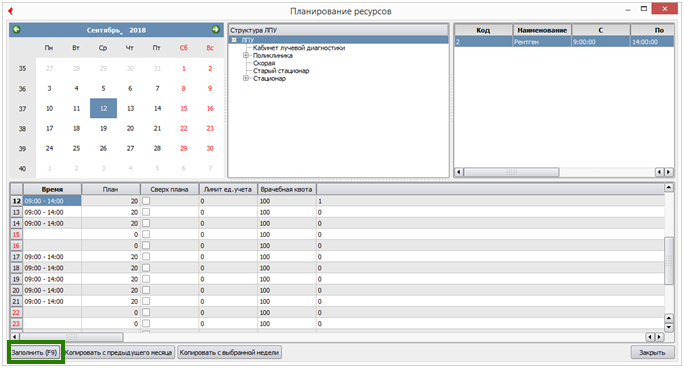 Планирование ресурсов
Сентябрь, 2018
Пн Вт Ср Чт Пт Сб Вс
35 27 28 29 30 31 1 2
36 3 4 5 6 7 8 9
37 10 11 12 13 14 15 16
38 17 18 19 20 21 22 23
39 24 25 26 27 28 29 30
40 1 2 3 4 5 6 7
Структура ЛПУ
ЛПУ
Кабинет лучевой диагностики
Поликлиника
Скорая
Старый стационар
Стационар
Код Наименование С По
2 Рентген 9:00:00 14:00:00
Время План Сверх плана Лимит ед.учета Врачебная квота
12 09:00 - 14:00 20 0 100 1
13 09:00 - 14:00 20 0 100 0
14 09:00 - 14:00 20 0 100 0
15 0 0 100 0
16 0 0 100 0
17 09:00 - 14:00 20 0 100 0
18 09:00 - 14:00 20 0 100 0
19 09:00 - 14:00 20 0 100 0
20 09:00 - 14:00 20 0 100 0
21 09:00 - 14:00 20 0 100 0
22 0 0 100 0
23 0 0 100 0
Заполнить (F9) Копировать с предыдущего месяца Копировать с выбранной недели Закрыть